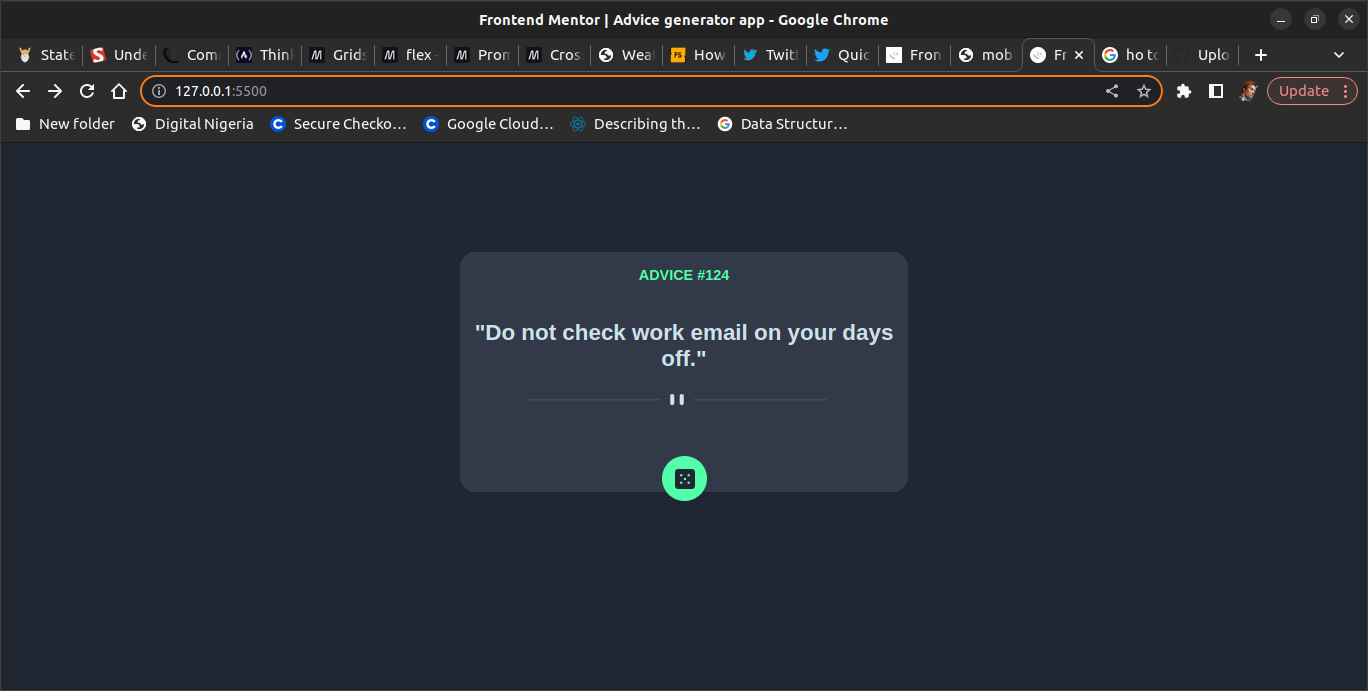 Frontend Mentor | Advice generator app - Google Chrome
State Unde Com Think Grids flex - Pron Cros Wea FS How Twitt Quic Fron mob Fr ho to Uplo
127.0.0.1:5500 Update
New folder Digital Nigeria Secure Checko… Google Cloud… Describing th… Data Structur…
ADVICE #124
"Do not check work email on your days
off."